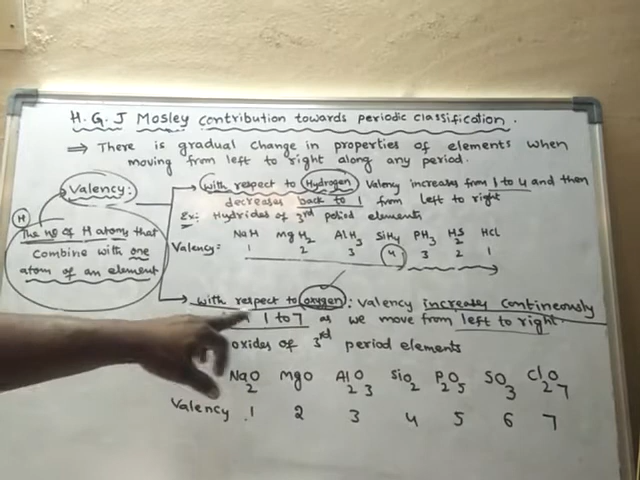 H.G.J Mosley contribution towards periodic classification.
⇒ There is gradual change in properties of elements when
moving from left to right along any period.
Valency:
H
The no of H atoms that
combine with one
atom of an element
→ with respect to Hydrogen Valency increases from 1 to 4 and then
decreases back to 1 from left to right
Ex: Hydrides of 3rd period elements
NaH MgH2 AlH3 SiH4 PH3 HS2 HCl
Valency: 1 2 3 4 3 2 1
→ with respect to oxygen: Valency increases contineously
1 to 7 as we move from left to right.
oxides of 3rd period elements
Na2O MgO Al2O3 SiO2 P2O5 SO3 Cl2O7
Valency 1 2 3 4 5 6 7